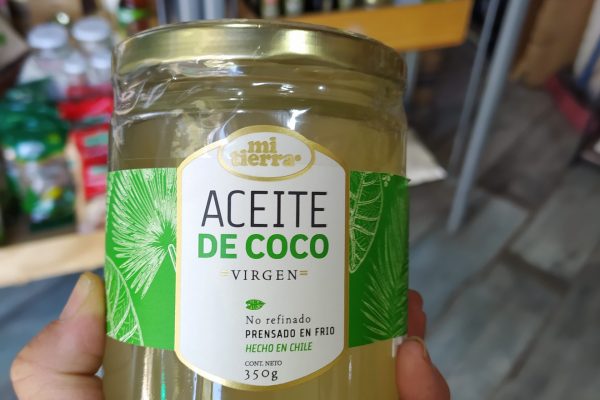 mi
tierra®
ACEITE
DE COCO
=VIRGEN=
No refinado
PRENSADO EN FRIO
HECHO EN CHILE
CONT. NETO
350g